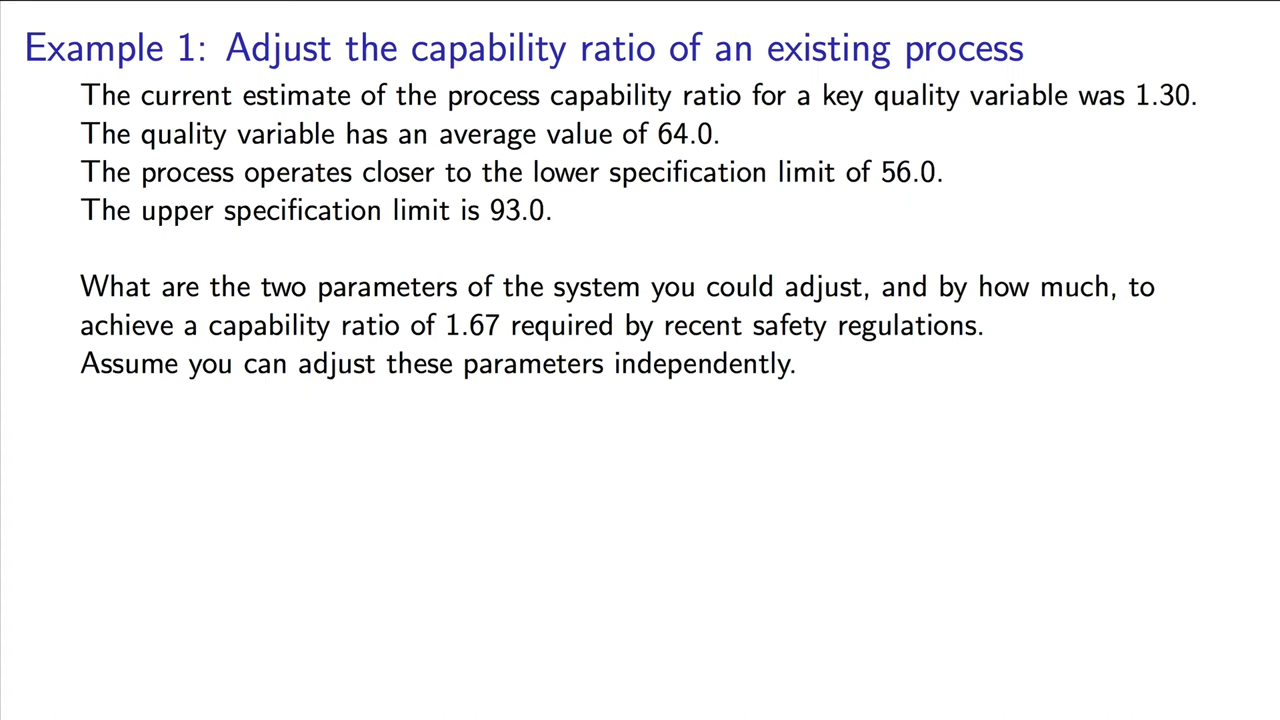 Example 1: Adjust the capability ratio of an existing process
The current estimate of the process capability ratio for a key quality variable was 1.30.
The quality variable has an average value of 64.0.
The process operates closer to the lower specification limit of 56.0.
The upper specification limit is 93.0.
What are the two parameters of the system you could adjust, and by how much, to
achieve a capability ratio of 1.67 required by recent safety regulations.
Assume you can adjust these parameters independently.